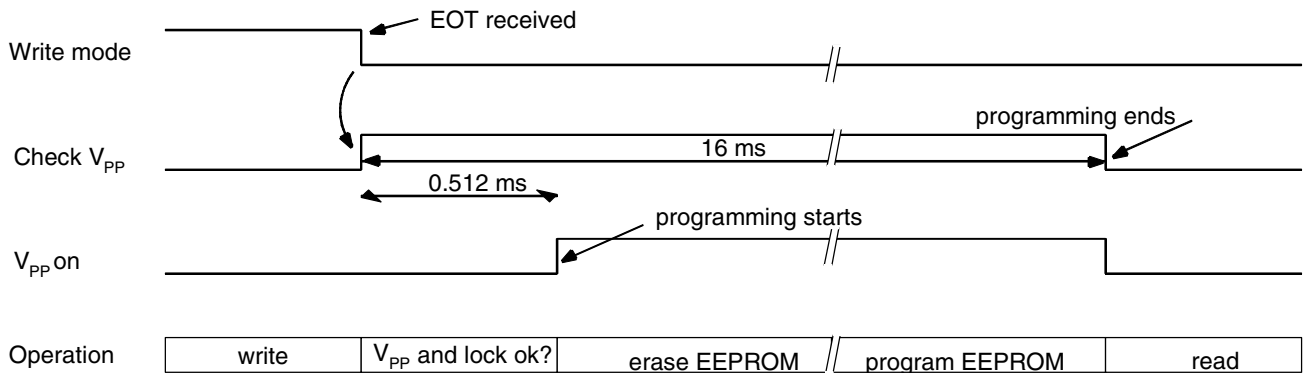 EOT received
Write mode
programming ends
Check VPP
16 ms
0.512 ms
programming starts
VPP on
Operation write VPP and lock ok? erase EEPROM program EEPROM read